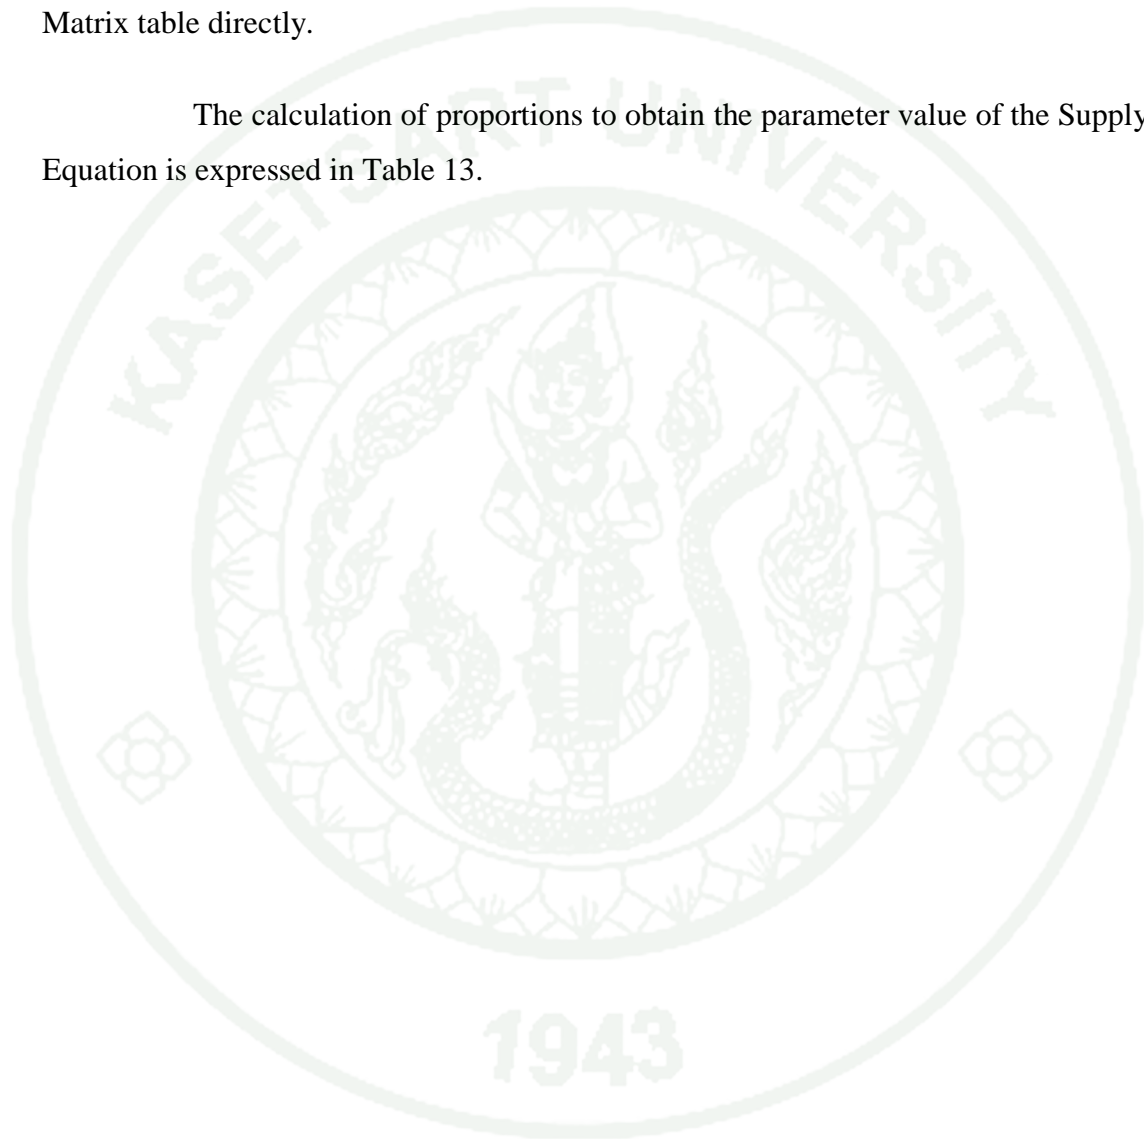 Matrix table directly.
The calculation of proportions to obtain the parameter value of the Supply
Equation is expressed in Table 13.
KASETSART UNIVERSITY
1943